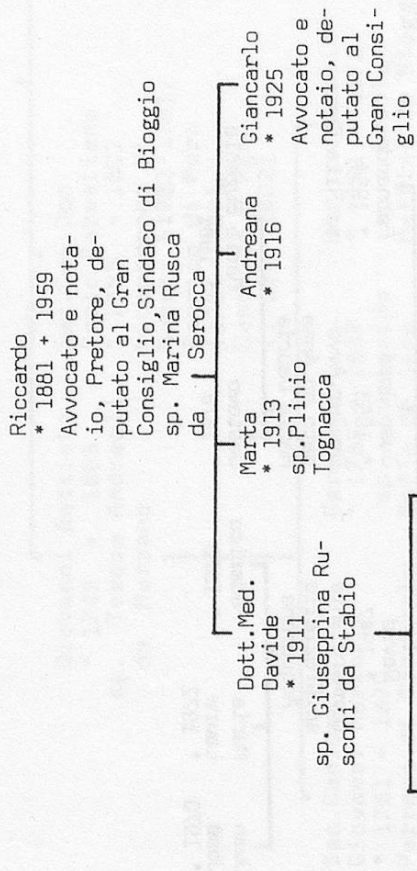 Riccardo
* 1881 + 1959
Avvocato e nota-
io, Pretore, de-
putato al Gran
Consiglio,Sindaco di Bioggio
sp. Marina Rusca
da Serocca
Dott.Med.
Davide
* 1911
sp. Giuseppina Ru-
sconi da Stabio
Marta
* 1913
sp.Plinio
Tognacca
Andreana
* 1916
Giancarlo
* 1925
Avvocato e
notaio, de-
putato al
Gran Consi-
glio